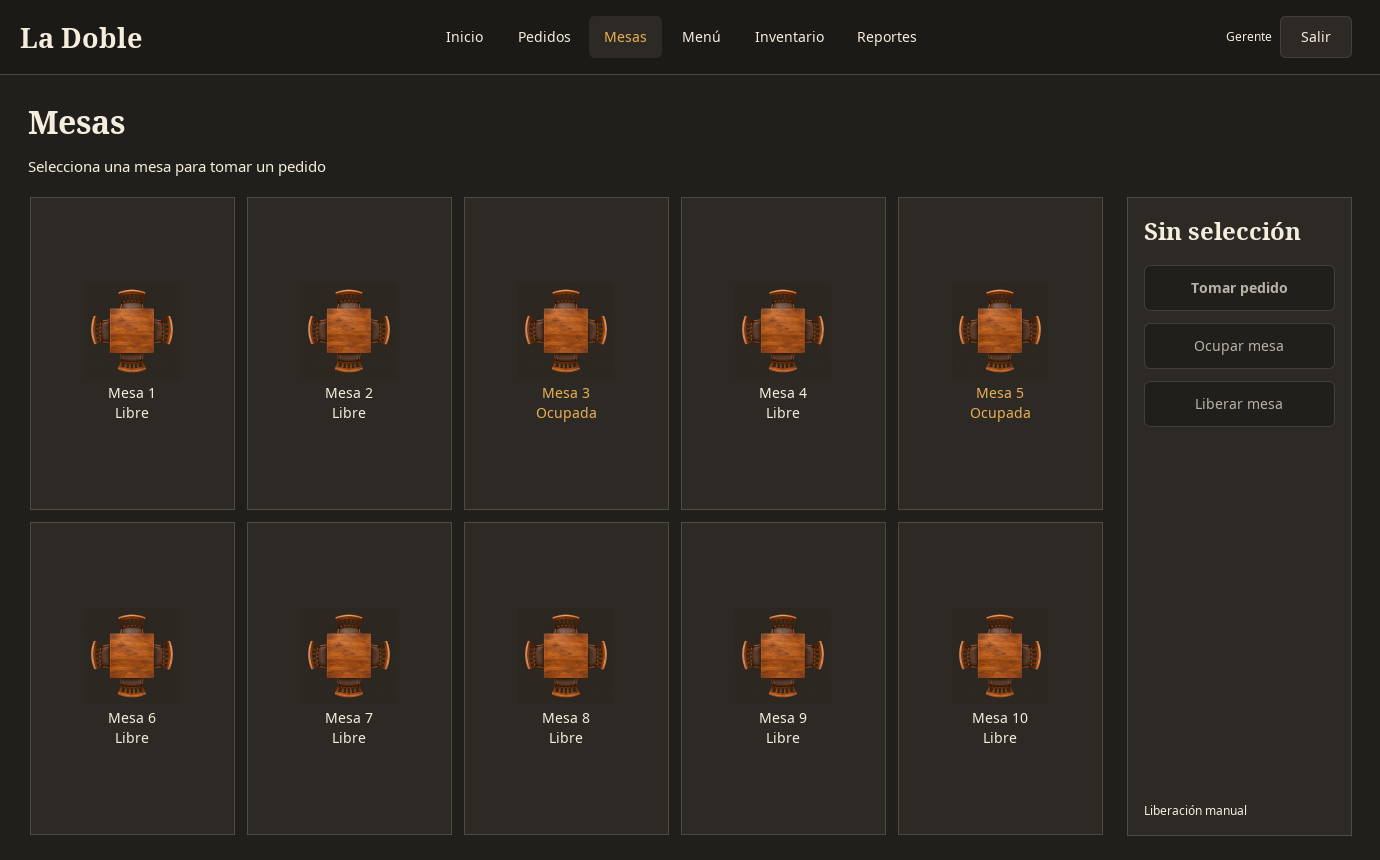 La Doble
Inicio
Pedidos
Mesas
Menú
Inventario
Reportes
Gerente
Salir
Mesas
Selecciona una mesa para tomar un pedido
Mesa 1
Libre
Mesa 2
Libre
Mesa 3
Ocupada
Mesa 4
Libre
Mesa 5
Ocupada
Mesa 6
Libre
Mesa 7
Libre
Mesa 8
Libre
Mesa 9
Libre
Mesa 10
Libre
Sin selección
Tomar pedido
Ocupar mesa
Liberar mesa
Liberación manual